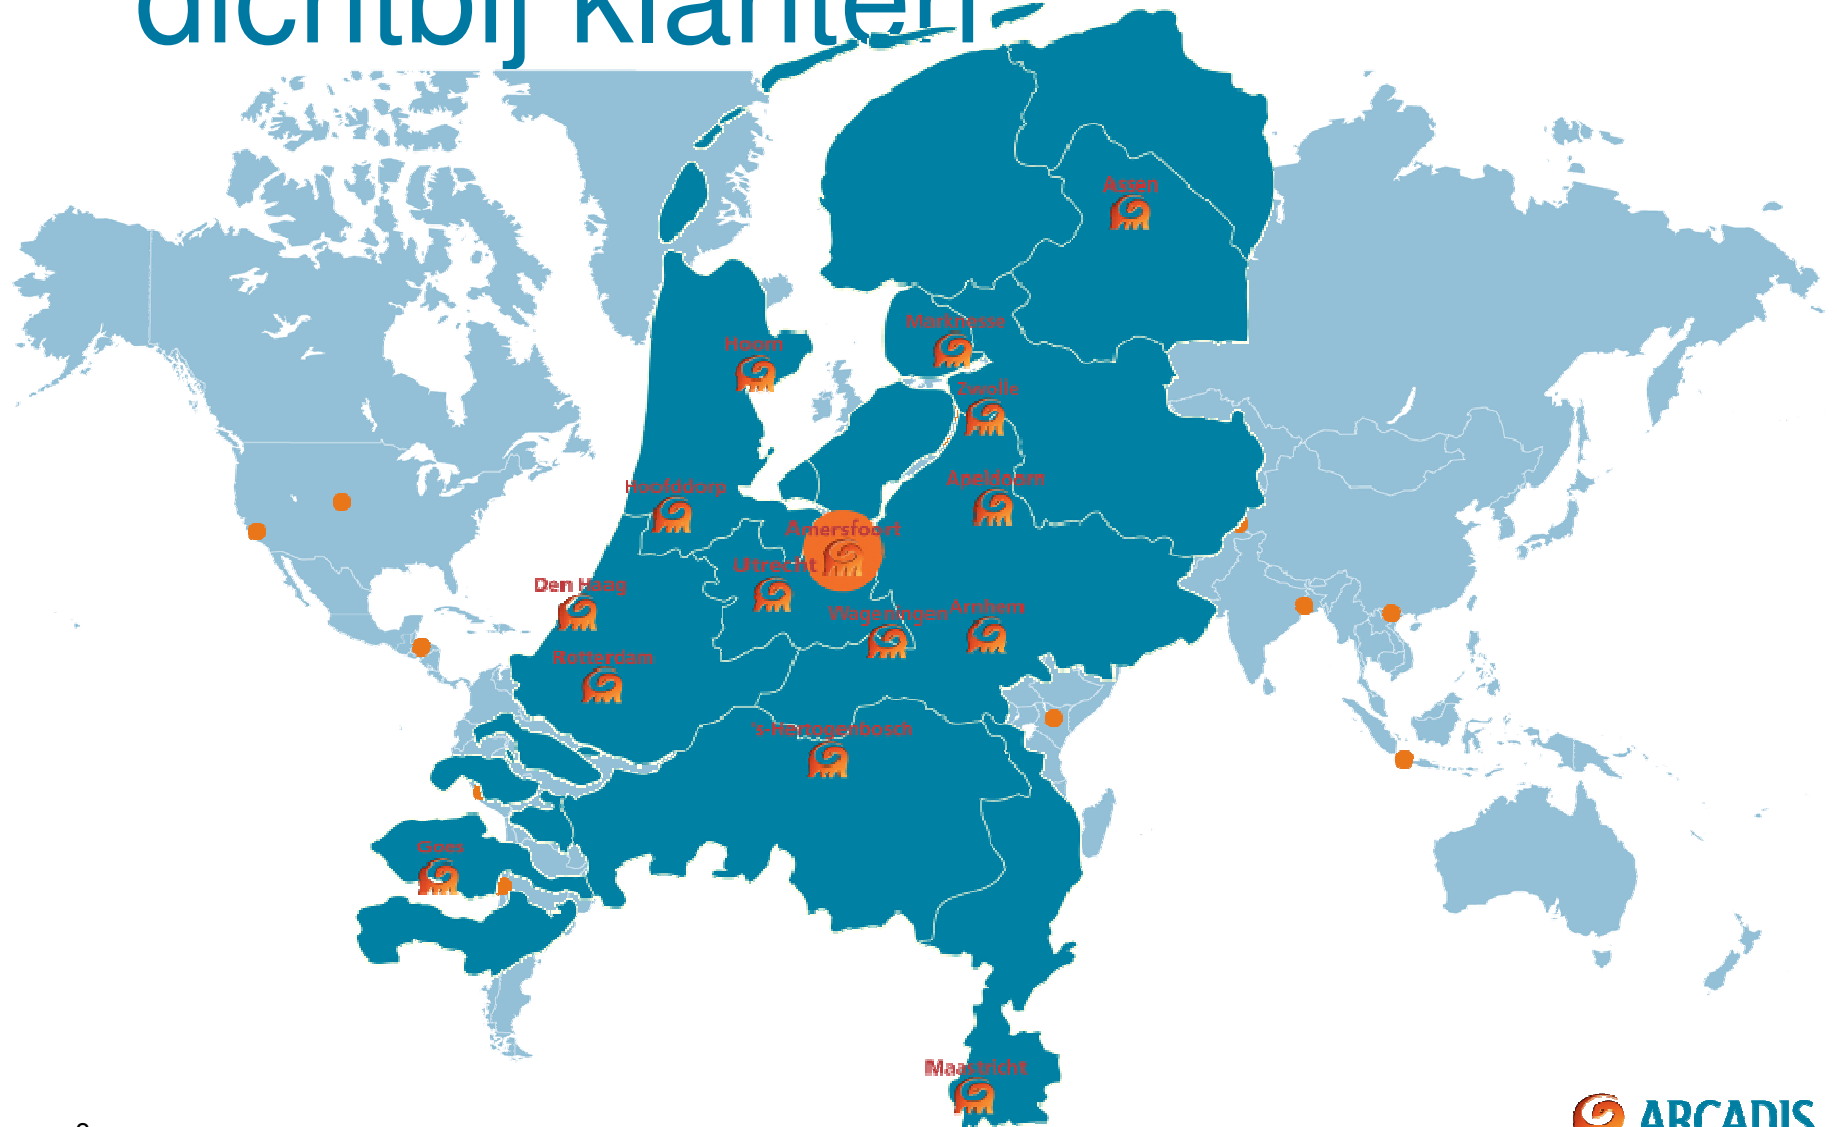 dichtbij klanten
Assen
Marknesse
Hoorn
Zwolle
Apeldoorn
Hoofddorp
Amersfoort
Utrecht
Den Haag
Wageningen
Arnhem
Rotterdam
's-Hertogenbosch
Goes
Maastricht
ARCADIS